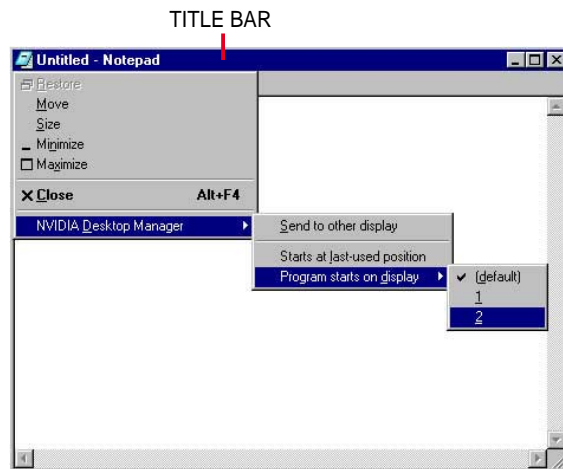 TITLE BAR
Untitled - Notepad
Restore
Move
Size
Minimize
Maximize
Close Alt+F4
NVIDIA Desktop Manager
Send to other display
Starts at last-used position
Program starts on display
(default)
1
2